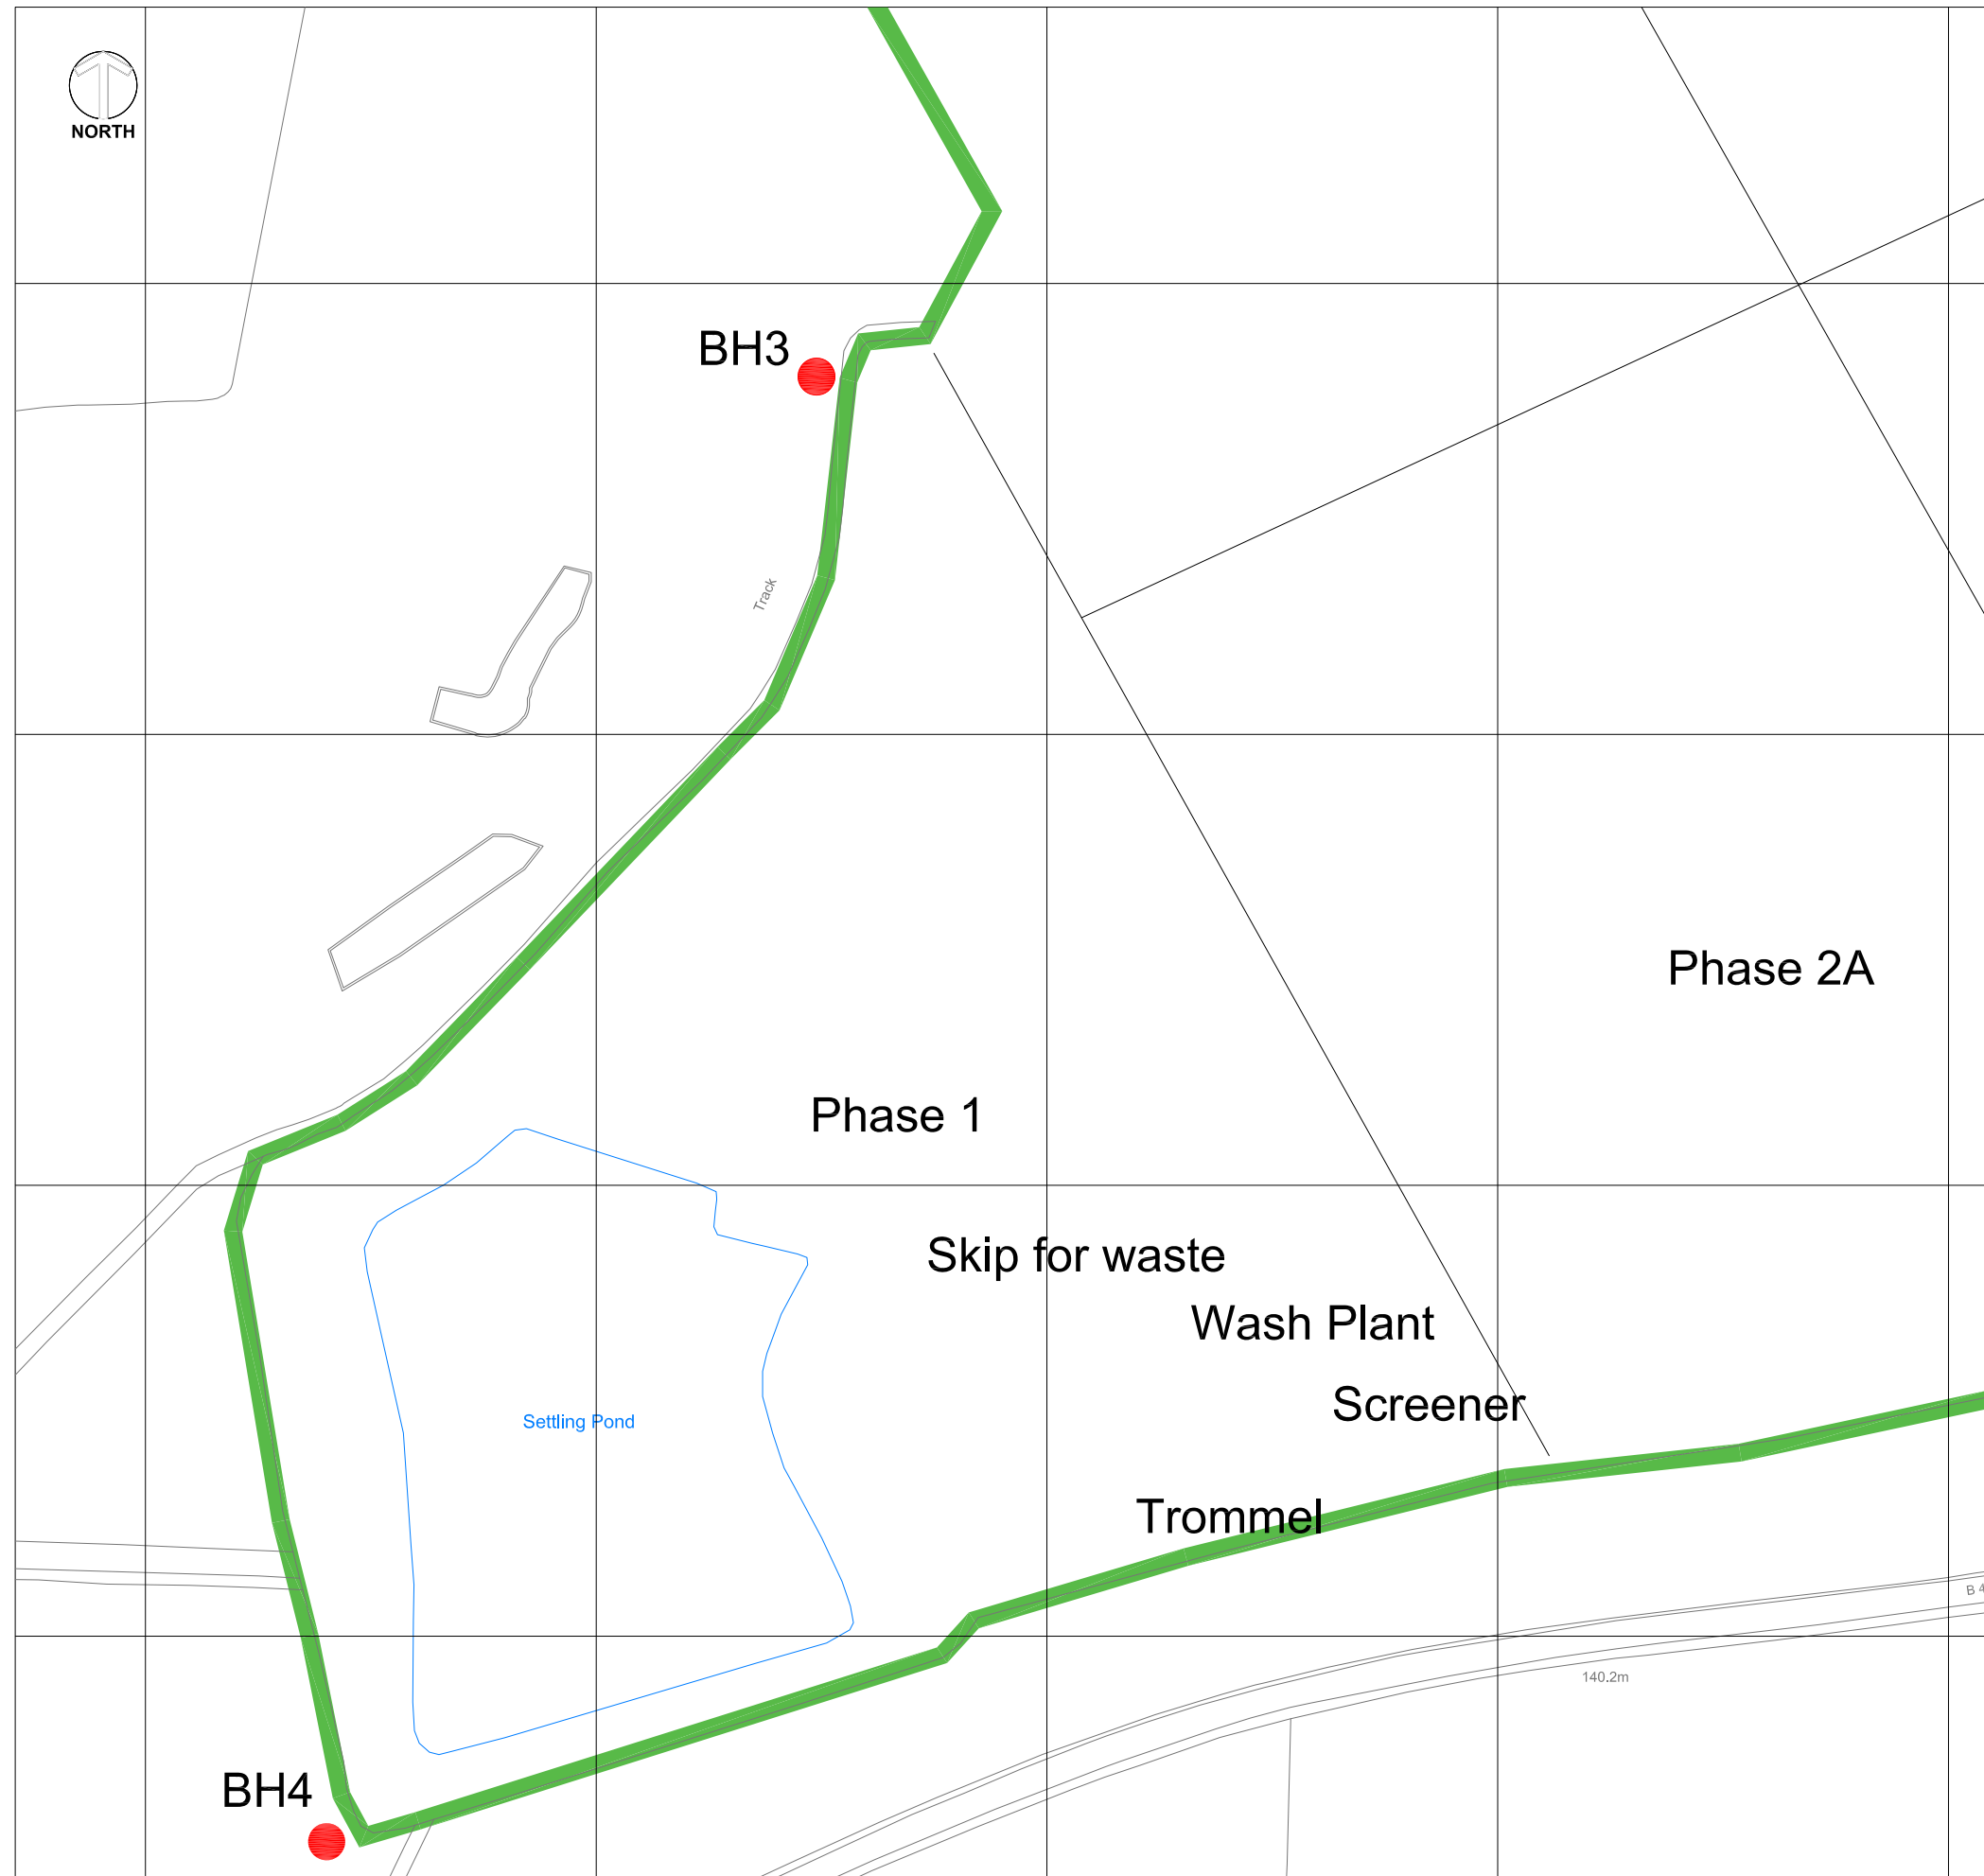 NORTH
BH3
Track
Phase 2A
Phase 1
Skip for waste
Wash Plant
Screener
Settling Pond
Trommel
B 4
140.2m
BH4